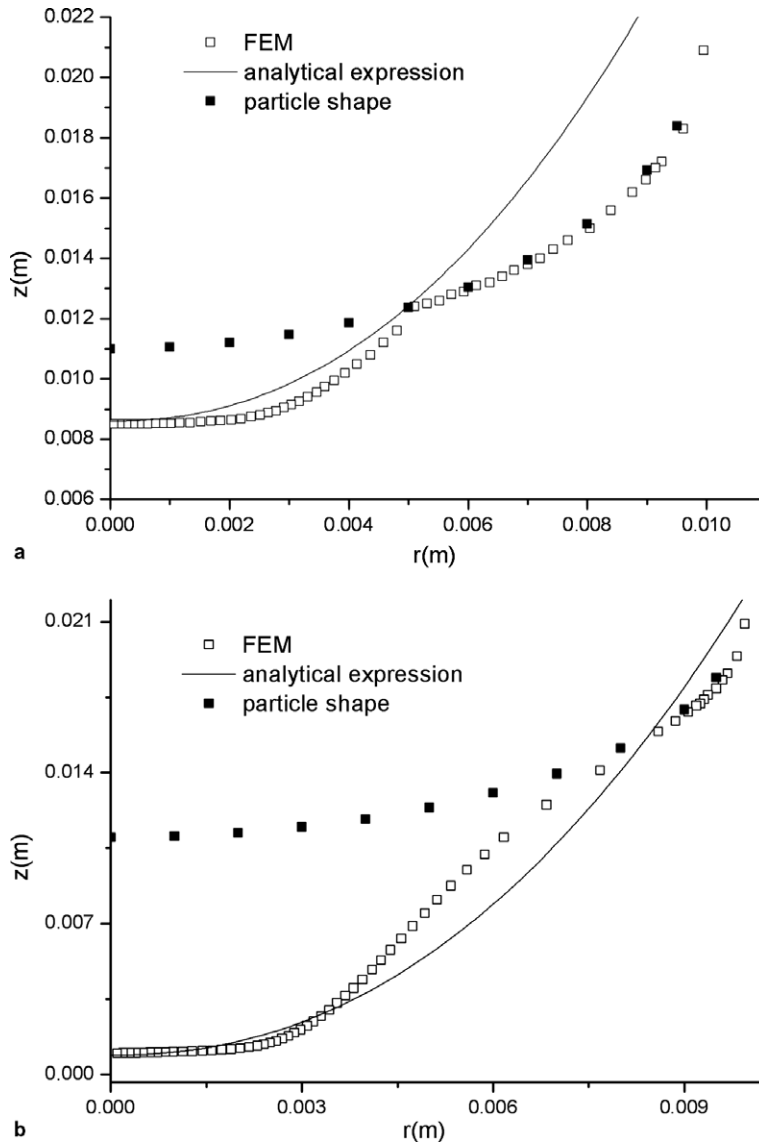 0.022
0.020
0.018
0.016
0.014
0.012
0.010
0.008
0.006
z(m)
FEM
analytical expression
particle shape
0.000 0.002 0.004 0.006 0.008 0.010
r(m)
a
0.021
0.014
0.007
0.000
z(m)
FEM
analytical expression
particle shape
0.000 0.003 0.006 0.009
r(m)
b